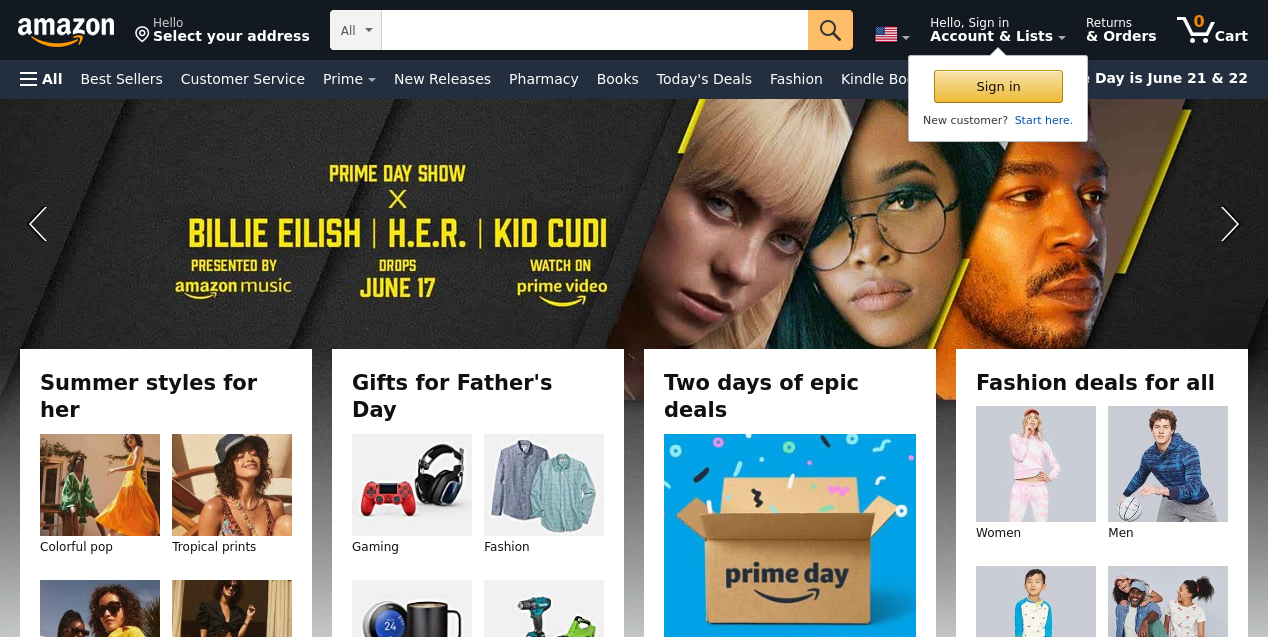 amazon
Hello
Select your address
All
Hello, Sign in
Account & Lists
Returns
& Orders
0
Cart
All
Best Sellers
Customer Service
Prime
New Releases
Pharmacy
Books
Today's Deals
Fashion
Kindle
Day is June 21 & 22
Sign in
New customer? Start here.
PRIME DAY SHOW
X
BILLIE EILISH | H.E.R. | KID CUDI
PRESENTED BY
amazon music
DROPS
JUNE 17
WATCH ON
prime video
Summer styles for
her
Colorful pop
Tropical prints
Gifts for Father's
Day
Gaming
Fashion
24
Two days of epic
deals
prime day
Fashion deals for all
Women
Men